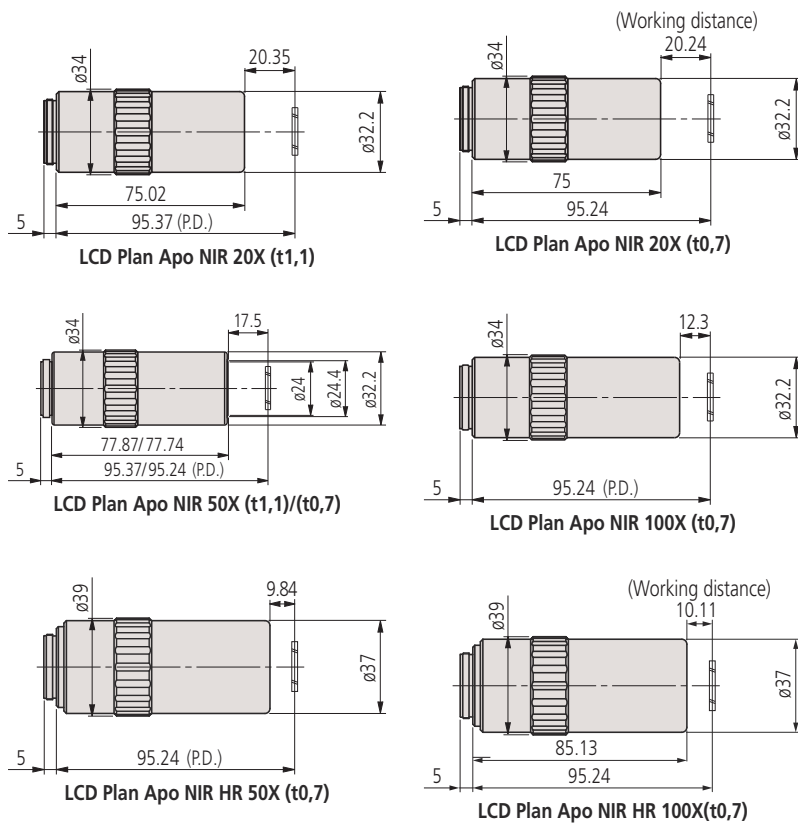 20.35
ø34
ø32.2
75.02
5
95.37 (P.D.)
LCD Plan Apo NIR 20X (t1,1)
(Working distance)
20.24
ø34
ø32.2
75
5
95.24
LCD Plan Apo NIR 20X (t0,7)
17.5
ø34
ø24
ø24.4
ø32.2
77.87/77.74
5
95.37/95.24 (P.D.)
LCD Plan Apo NIR 50X (t1,1)/(t0,7)
12.3
ø34
ø32.2
5
95.24 (P.D.)
LCD Plan Apo NIR 100X (t0,7)
9.84
ø39
ø37
5
95.24 (P.D.)
LCD Plan Apo NIR HR 50X (t0,7)
(Working distance)
10.11
ø39
ø37
85.13
5
95.24
LCD Plan Apo NIR HR 100X(t0,7)